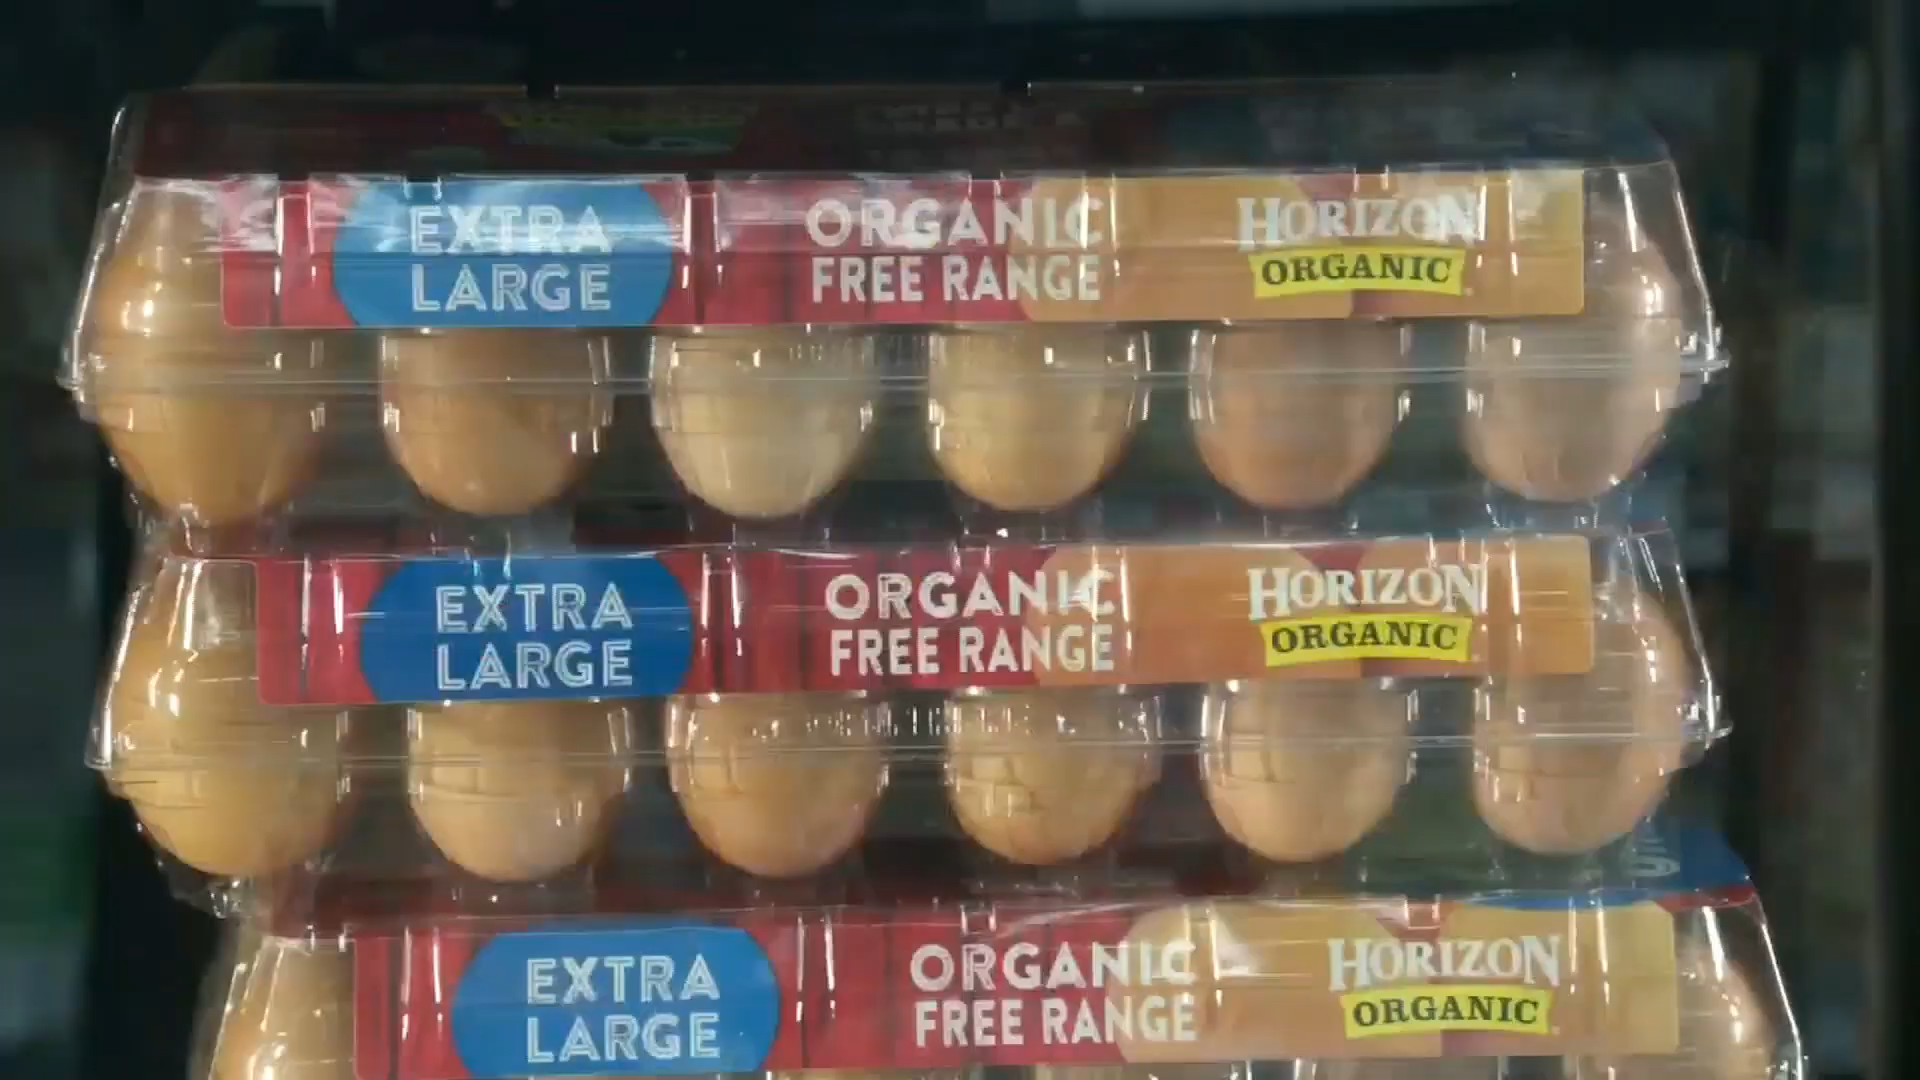 EXTRA
LARGE
ORGANIC
FREE RANGE
HORIZON
ORGANIC
EXTRA
LARGE
ORGANIC
FREE RANGE
HORIZON
ORGANIC
EXTRA
LARGE
ORGANIC
FREE RANGE
HORIZON
ORGANIC